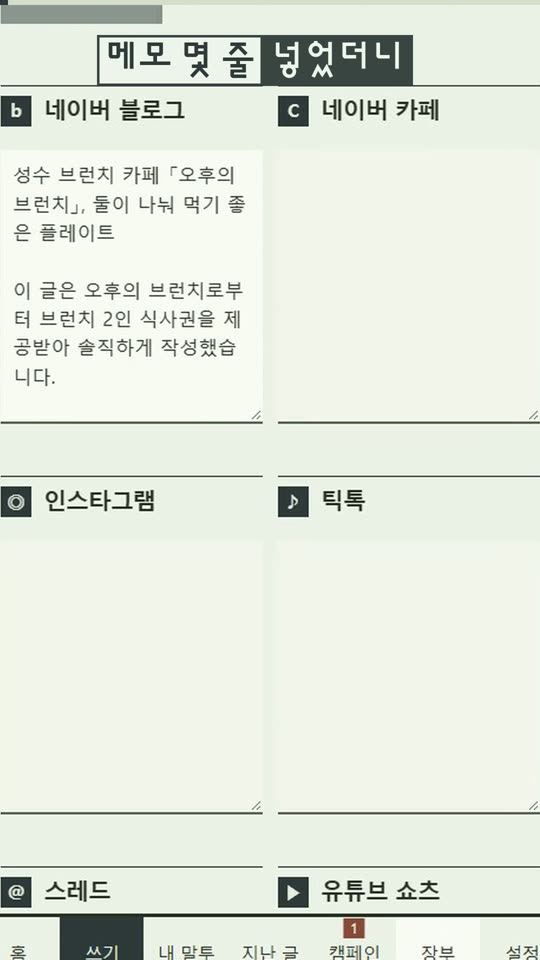 메모 몇 줄 넣었더니
b 네이버 블로그
C 네이버 카페
성수 브런치 카페 「오후의
브런치」, 둘이 나눠 먹기 좋
은 플레이트
이 글은 오후의 브런치로부
터 브런치 2인 식사권을 제
공받아 솔직하게 작성했습
니다.
◎ 인스타그램
♪ 틱톡
@ 스레드
▶ 유튜브 쇼츠
1
홈 쓰기 내 말투 지난 글 캠페인 장부 설정